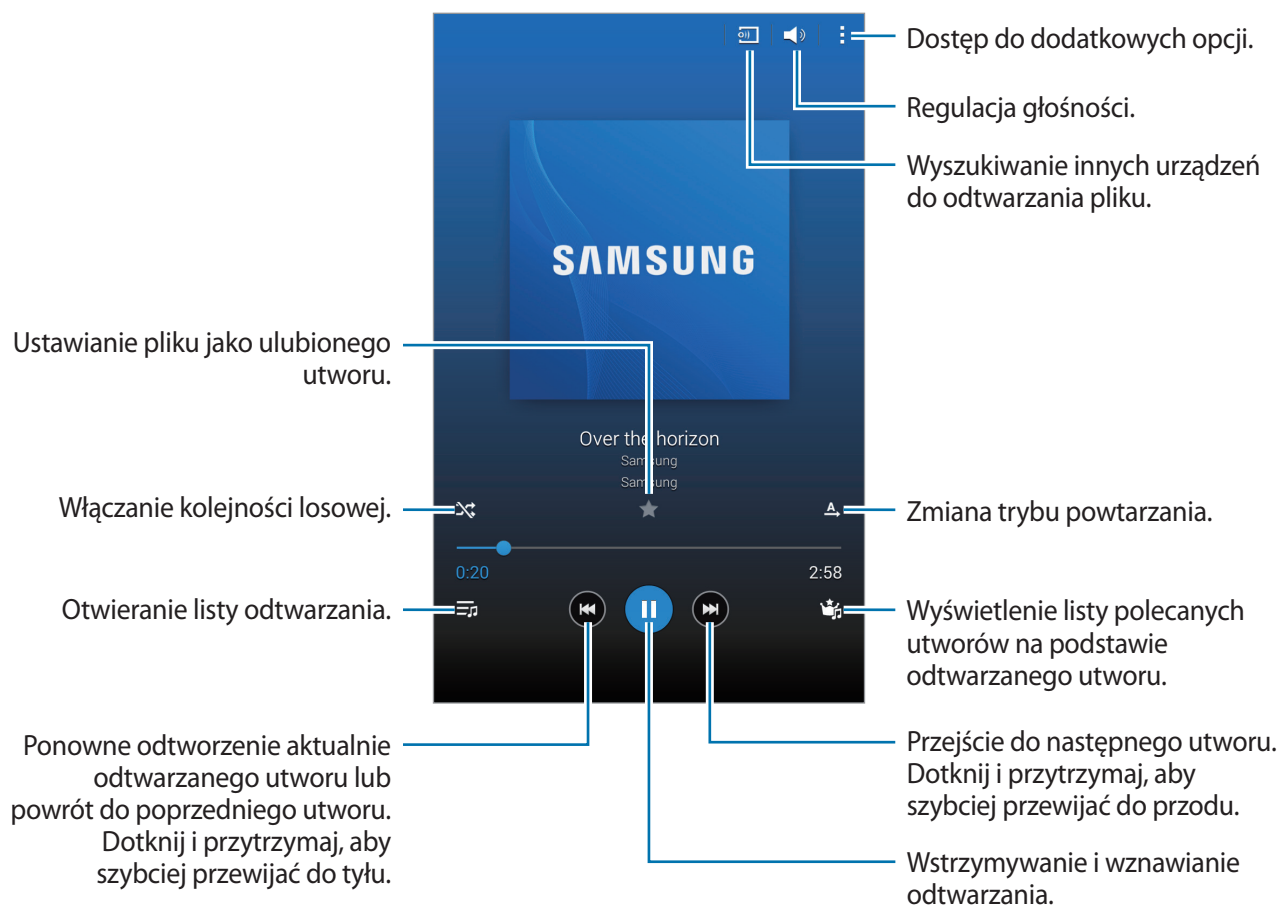 Dostęp do dodatkowych opcji.
Regulacja głośności.
Wyszukiwanie innych urządzeń
do odtwarzania pliku.
SAMSUNG
Ustawianie pliku jako ulubionego
utworu.
Over the horizon
Samsung
Samsung
Włączanie kolejności losowej.
A
Zmiana trybu powtarzania.
0:20
2:58
Otwieranie listy odtwarzania.
Wyświetlenie listy polecanych
utworów na podstawie
odtwarzanego utworu.
Ponowne odtworzenie aktualnie
odtwarzanego utworu lub
powrót do poprzedniego utworu.
Dotknij i przytrzymaj, aby
szybciej przewijać do tyłu.
Przejście do następnego utworu.
Dotknij i przytrzymaj, aby
szybciej przewijać do przodu.
Wstrzymywanie i wznawianie
odtwarzania.